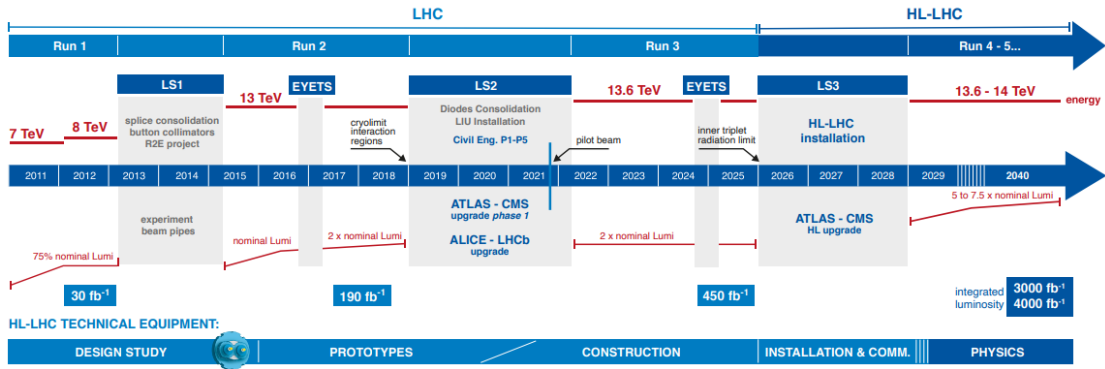 LHC
HL-LHC
Run 1
Run 2
Run 3
Run 4 - 5...
LS1
EYETS
LS2
EYETS
LS3
7 TeV
8 TeV
13 TeV
13.6 TeV
13.6 - 14 TeV
energy
splice consolidation
button collimators
R2E project
cryolimit
interaction
regions
Diodes Consolidation
LIU Installation
Civil Eng. P1-P5
pilot beam
inner triplet
radiation limit
HL-LHC
installation
2011
2012
2013
2014
2015
2016
2017
2018
2019
2020
2021
2022
2023
2024
2025
2026
2027
2028
2029
2040
experiment
beam pipes
75% nominal Lumi
nominal Lumi
2 x nominal Lumi
ATLAS - CMS
upgrade phase 1
ALICE - LHCb
upgrade
2 x nominal Lumi
ATLAS - CMS
HL upgrade
5 to 7.5 x nominal Lumi
30 fb⁻¹
190 fb⁻¹
450 fb⁻¹
integrated
luminosity
3000 fb⁻¹
4000 fb⁻¹
HL-LHC TECHNICAL EQUIPMENT:
DESIGN STUDY
PROTOTYPES
CONSTRUCTION
INSTALLATION & COMM.
PHYSICS